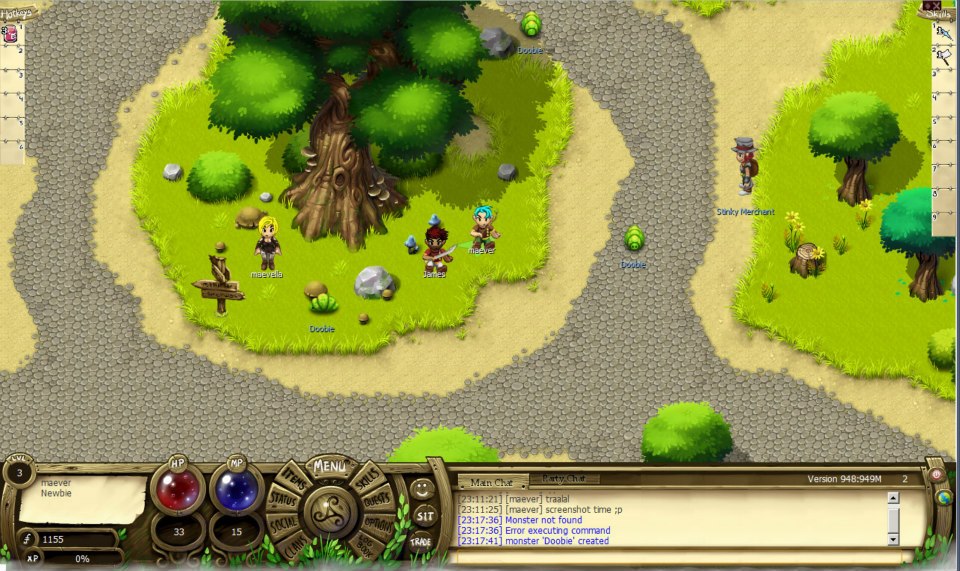 Hotkeys
Skills
Doobie
Stinky Merchant
maever
Doobie
James
maevella
Doobie
LVL
3
maever
Newbie
1155
XP
0%
HP
MP
33
15
MENU
ITEMS
STATUS
SOCIAL
CLAN
SKILLS
QUESTS
OPTIONS
SIT
TRADE
Main Chat
Party Chat
Version 948:949M
2
[23:11:21] [maever] traalal
[23:11:25] [maever] screenshot time ;p
[23:17:36] Monster not found
[23:17:36] Error executing command
[23:17:41] monster 'Doobie' created